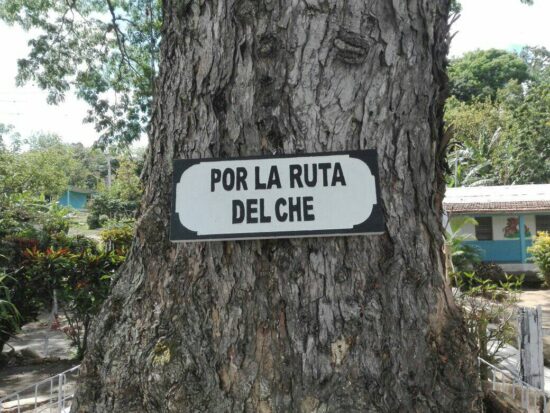 POR LA RUTA
DEL CHE